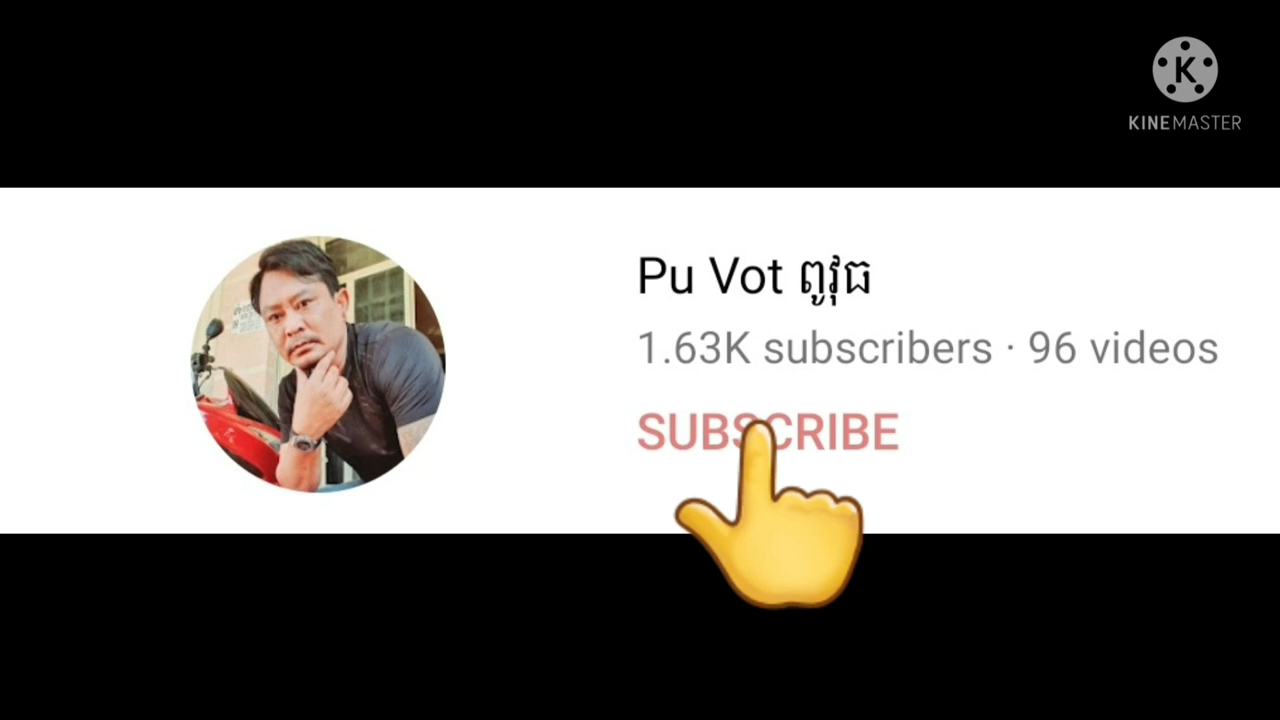 K
KINEMASTER
Pu Vot ពូវុធ
1.63K subscribers · 96 videos
SUBSCRIBE